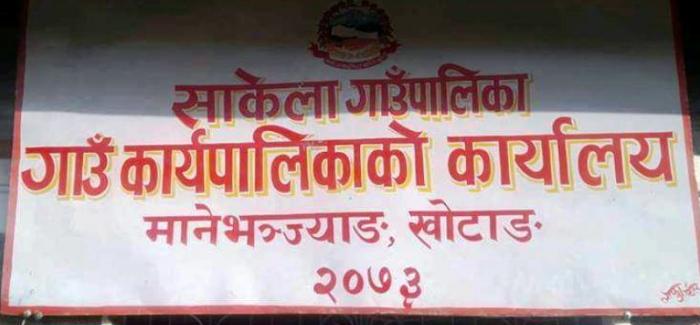 साकेला गाउँपालिका
गाउँ कार्यपालिकाको कार्यालय
मानेभञ्ज्याङ, खोटाङ
२०७३